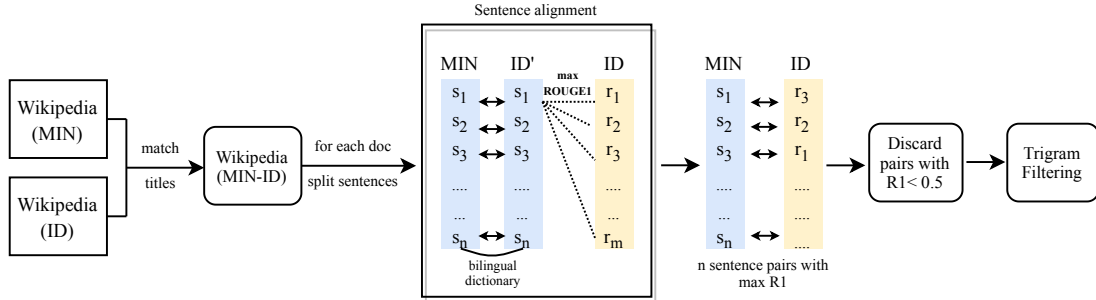 Sentence alignment
Wikipedia
(MIN)
Wikipedia
(ID)
match
titles
Wikipedia
(MIN-ID)
for each doc
split sentences
MIN ID' ID
max
ROUGE1
s1 s1 r1
s2 s2 r2
s3 s3 r3
.... .... ....
... ... ...
sn sn rm
bilingual
dictionary
MIN ID
s1 r3
s2 r2
s3 r1
.... ....
... ...
sn ....
n sentence pairs with
max R1
Discard
pairs with
R1< 0.5
Trigram
Filtering